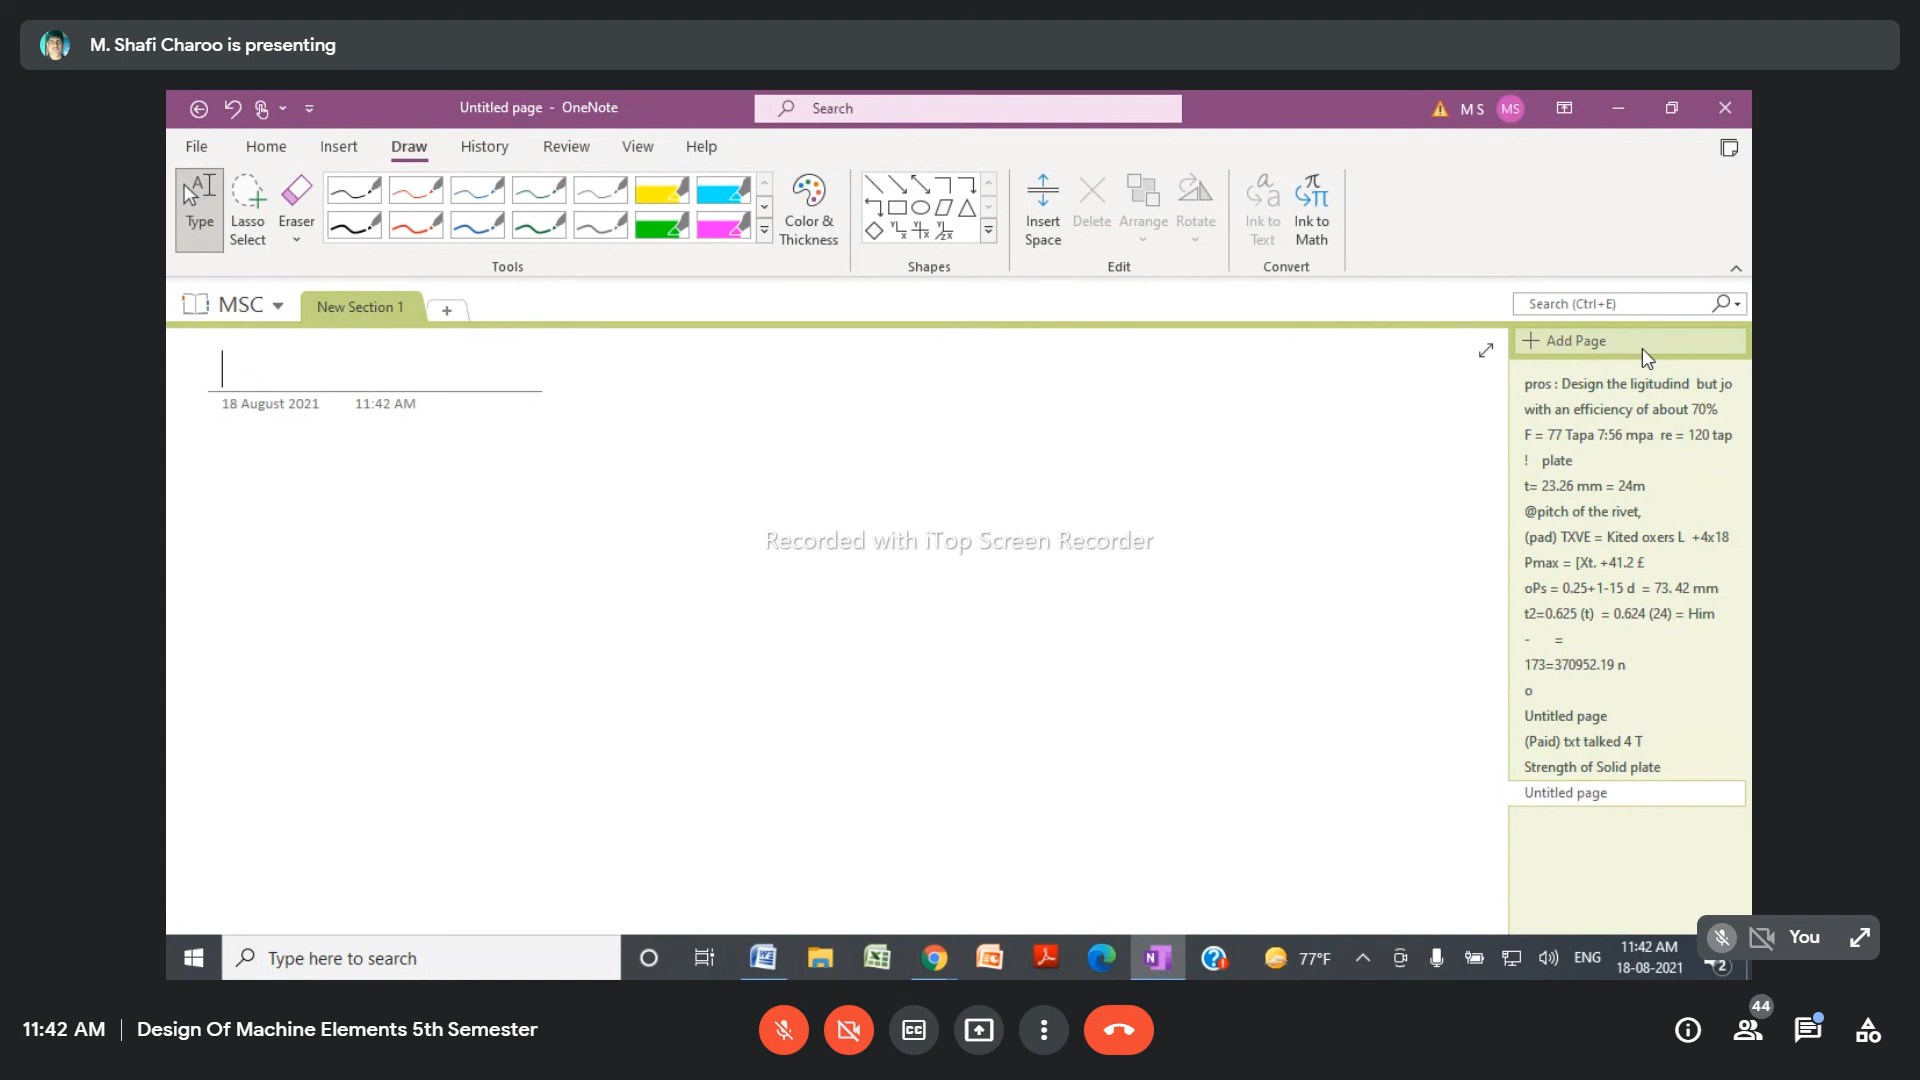 M. Shafi Charoo is presenting
Untitled page - OneNote
Search
M S
MS
File Home Insert Draw History Review View Help
Type
Lasso Select
Eraser
Color & Thickness
Insert Space
Delete
Arrange
Rotate
Ink to Text
Ink to Math
Tools
Shapes
Edit
Convert
MSC
New Section 1
Search (Ctrl+E)
Add Page
18 August 2021 11:42 AM
pros : Design the ligitudind but jo
with an efficiency of about 70%
F = 77 Tapa 7:56 mpa re = 120 tap
! plate
t= 23.26 mm = 24m
@pitch of the rivet,
(pad) TXVE = Kited oxers L +4x18
Pmax = [Xt. +41.2 £
oPs = 0.25+1-15 d = 73. 42 mm
t2=0.625 (t) = 0.624 (24) = Him
- =
173=370952.19 n
o
Untitled page
(Paid) txt talked 4 T
Strength of Solid plate
Untitled page
Recorded with iTop Screen Recorder
You
Type here to search
77°F
ENG
11:42 AM
18-08-2021
2
11:42 AM | Design Of Machine Elements 5th Semester
CC
44